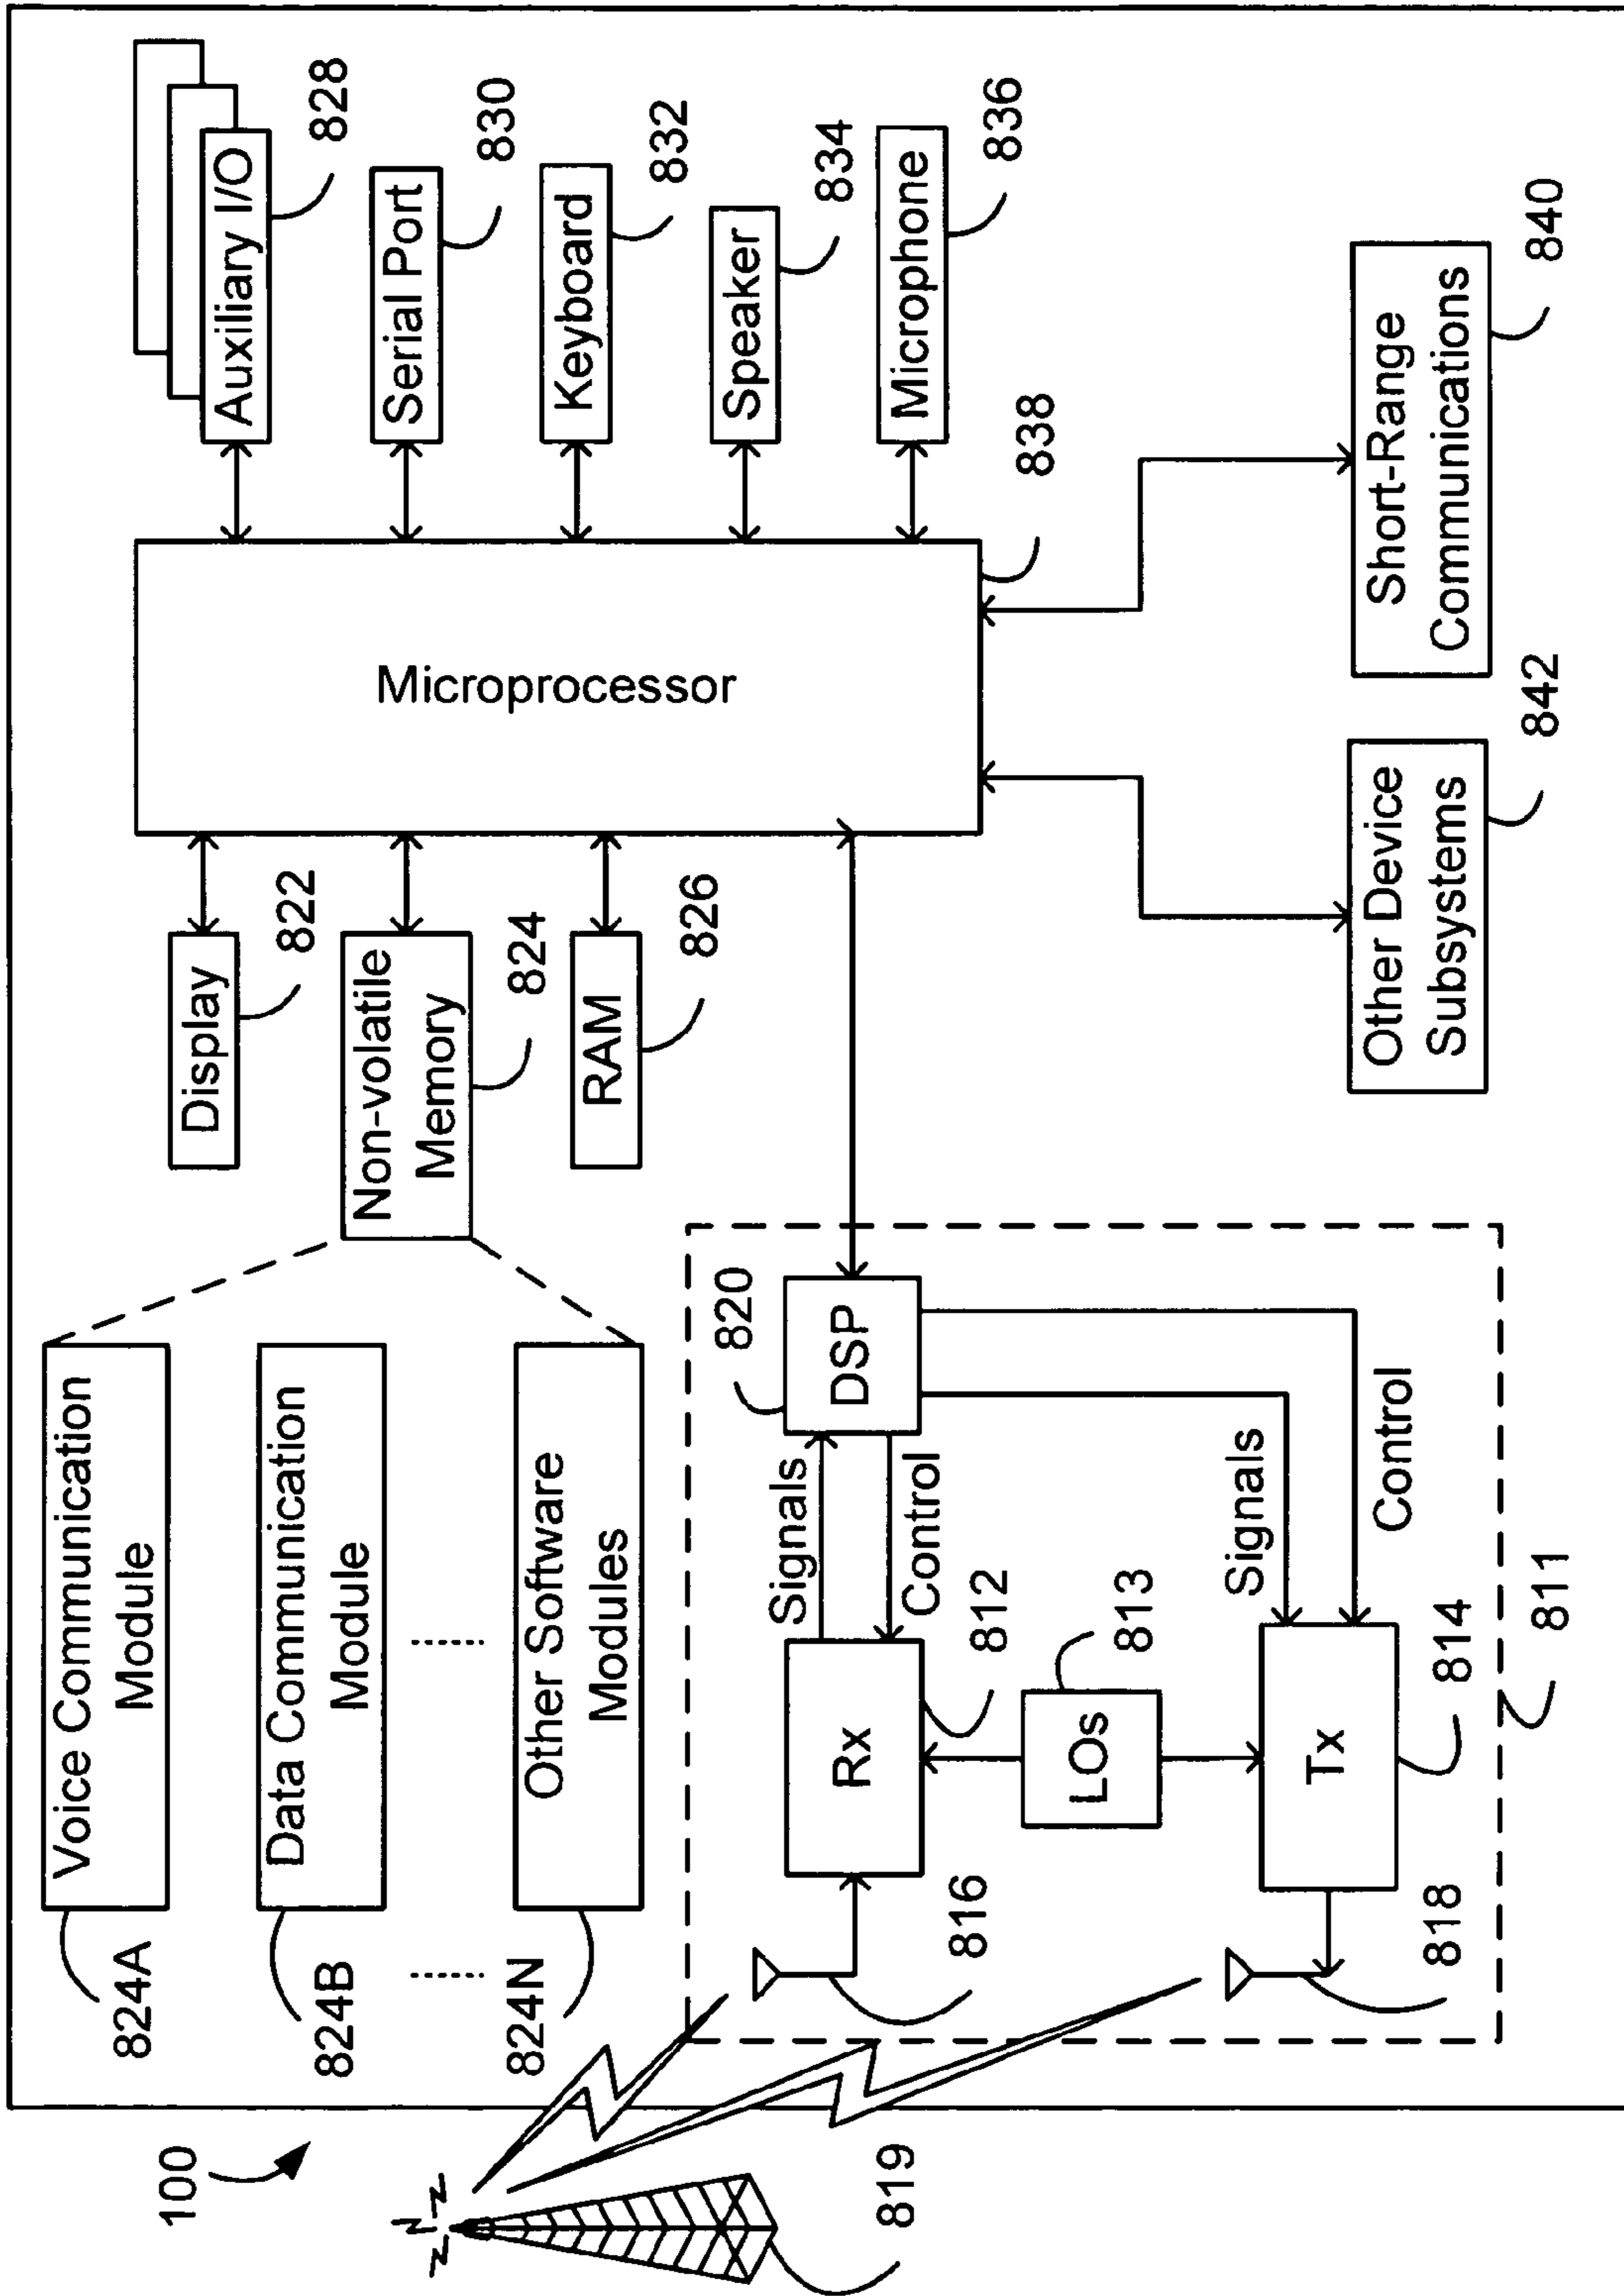 100
819
824A
Voice Communication
Module
824B
Data Communication
Module
824N
Other Software
Modules
Display
822
Non-volatile
Memory
824
RAM
826
Microprocessor
838
Auxiliary I/O
828
Serial Port
830
Keyboard
832
Speaker
834
Microphone
836
Short-Range
Communications
840
Other Device
Subsystems
842
820
DSP
Signals
Control
Rx
812
816
LOs
813
Signals
Control
Tx
814
818
811